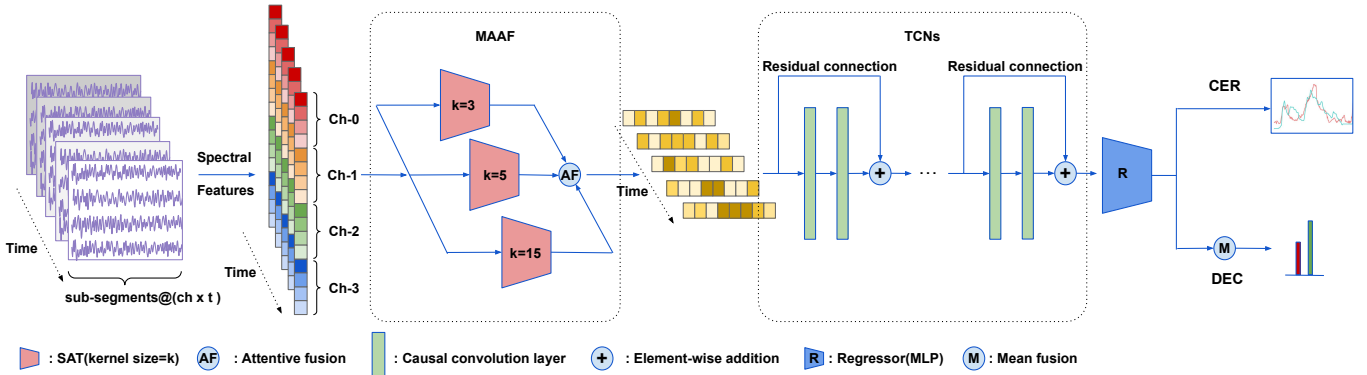 MAAF
TCNs
Residual connection
Residual connection
CER
k=3
Ch-0
Spectral
Features
Ch-1
k=5
AF
Time
+
...
+
R
Ch-2
Time
Time
k=15
M
DEC
Ch-3
sub-segments@(ch x t )
: SAT(kernel size=k)
AF : Attentive fusion
: Causal convolution layer
+ : Element-wise addition
R : Regressor(MLP)
M : Mean fusion